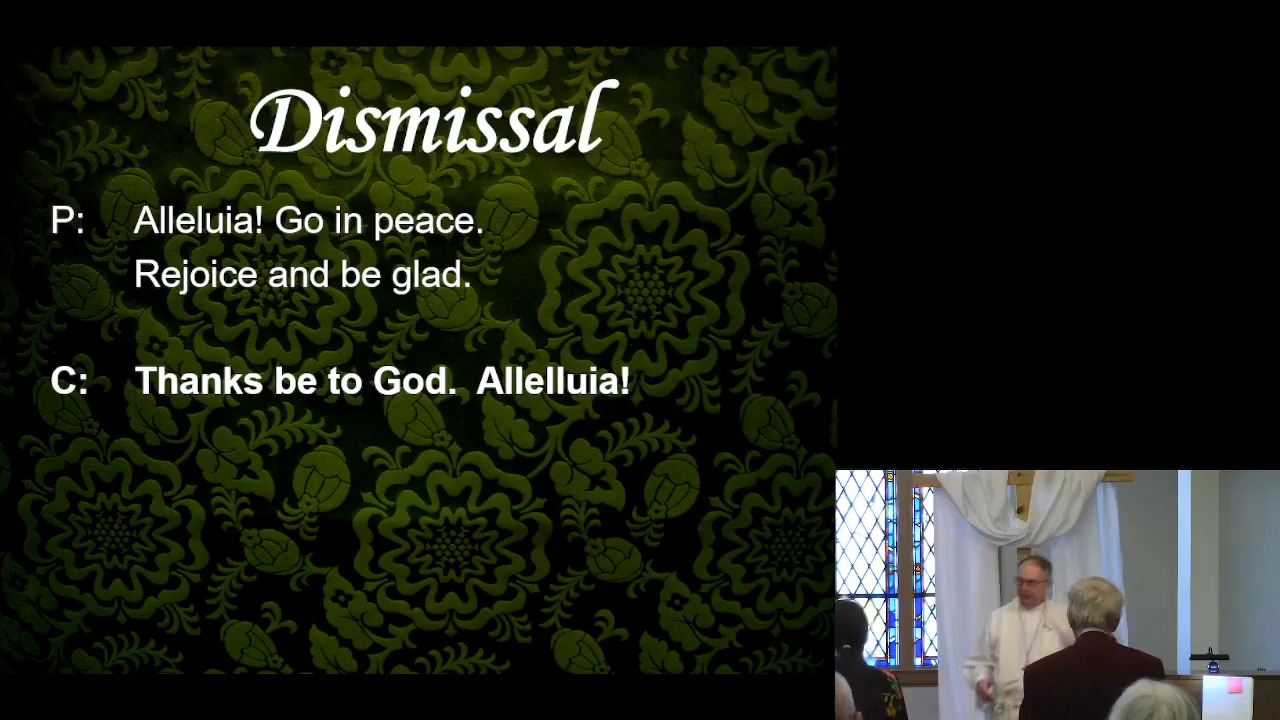 Dismissal
P: Alleluia! Go in peace.
Rejoice and be glad.
C: Thanks be to God. Allelluia!